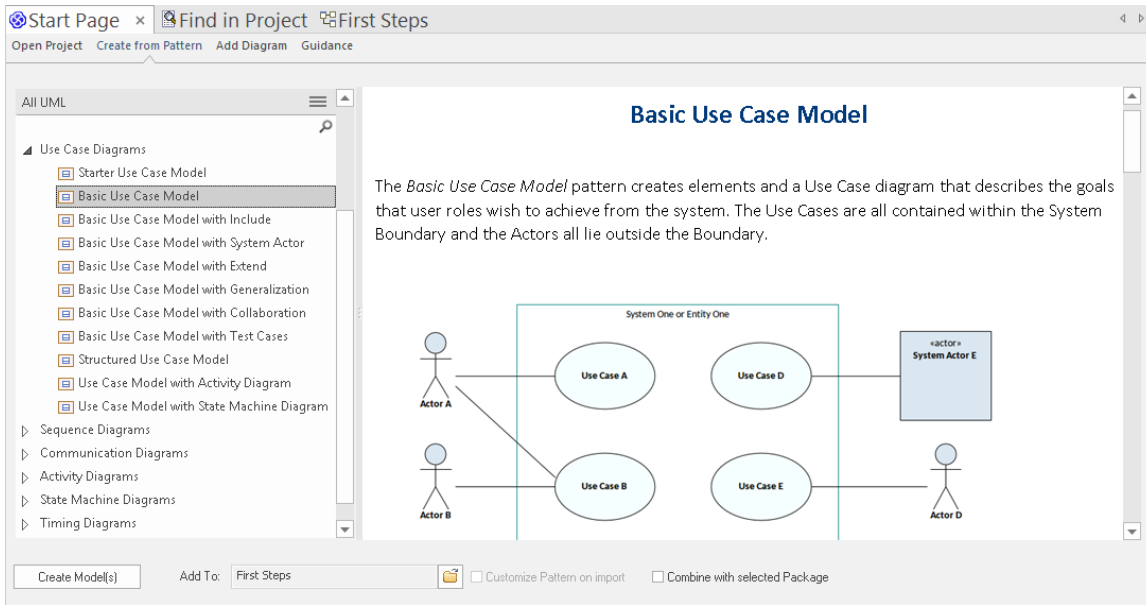 Start Page × Find in Project First Steps
Open Project Create from Pattern Add Diagram Guidance
All UML
Use Case Diagrams
Starter Use Case Model
Basic Use Case Model
Basic Use Case Model with Include
Basic Use Case Model with System Actor
Basic Use Case Model with Extend
Basic Use Case Model with Generalization
Basic Use Case Model with Collaboration
Basic Use Case Model with Test Cases
Structured Use Case Model
Use Case Model with Activity Diagram
Use Case Model with State Machine Diagram
Sequence Diagrams
Communication Diagrams
Activity Diagrams
State Machine Diagrams
Timing Diagrams
Basic Use Case Model
The Basic Use Case Model pattern creates elements and a Use Case diagram that describes the goals
that user roles wish to achieve from the system. The Use Cases are all contained within the System
Boundary and the Actors all lie outside the Boundary.
System One or Entity One
«actor»
System Actor E
Use Case A
Use Case D
Actor A
Use Case B
Use Case E
Actor B
Actor D
Create Model(s) Add To: First Steps Customize Pattern on import Combine with selected Package